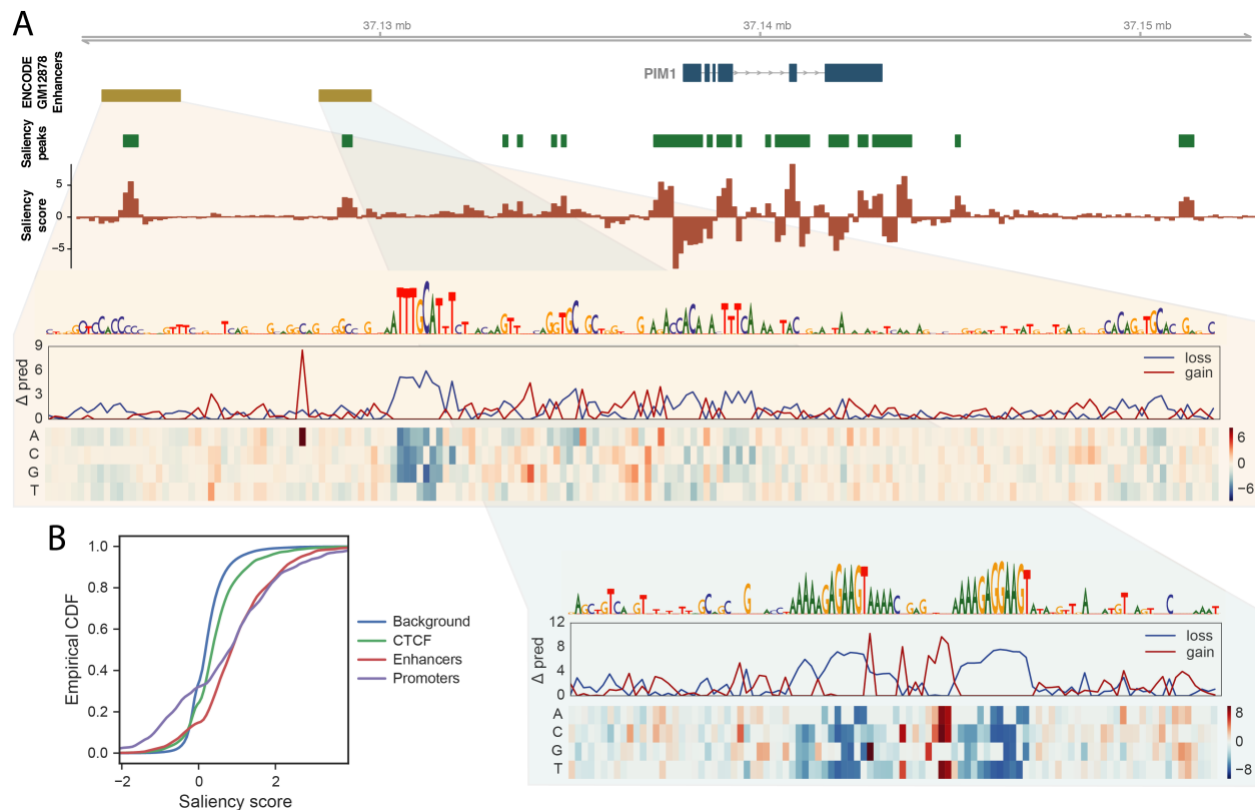 A
37.13 mb
37.14 mb
37.15 mb
ENCODE
GM12878
Enhancers
PIM1
Saliency
peaks
Saliency
score
5
0
−5
9
6
3
0
Δ pred
loss
gain
A
C
G
T
6
0
−6
B
1.0
0.8
0.6
0.4
0.2
0.0
Empirical CDF
−2
0
2
Saliency score
Background
CTCF
Enhancers
Promoters
12
8
4
0
Δ pred
loss
gain
A
C
G
T
8
0
−8